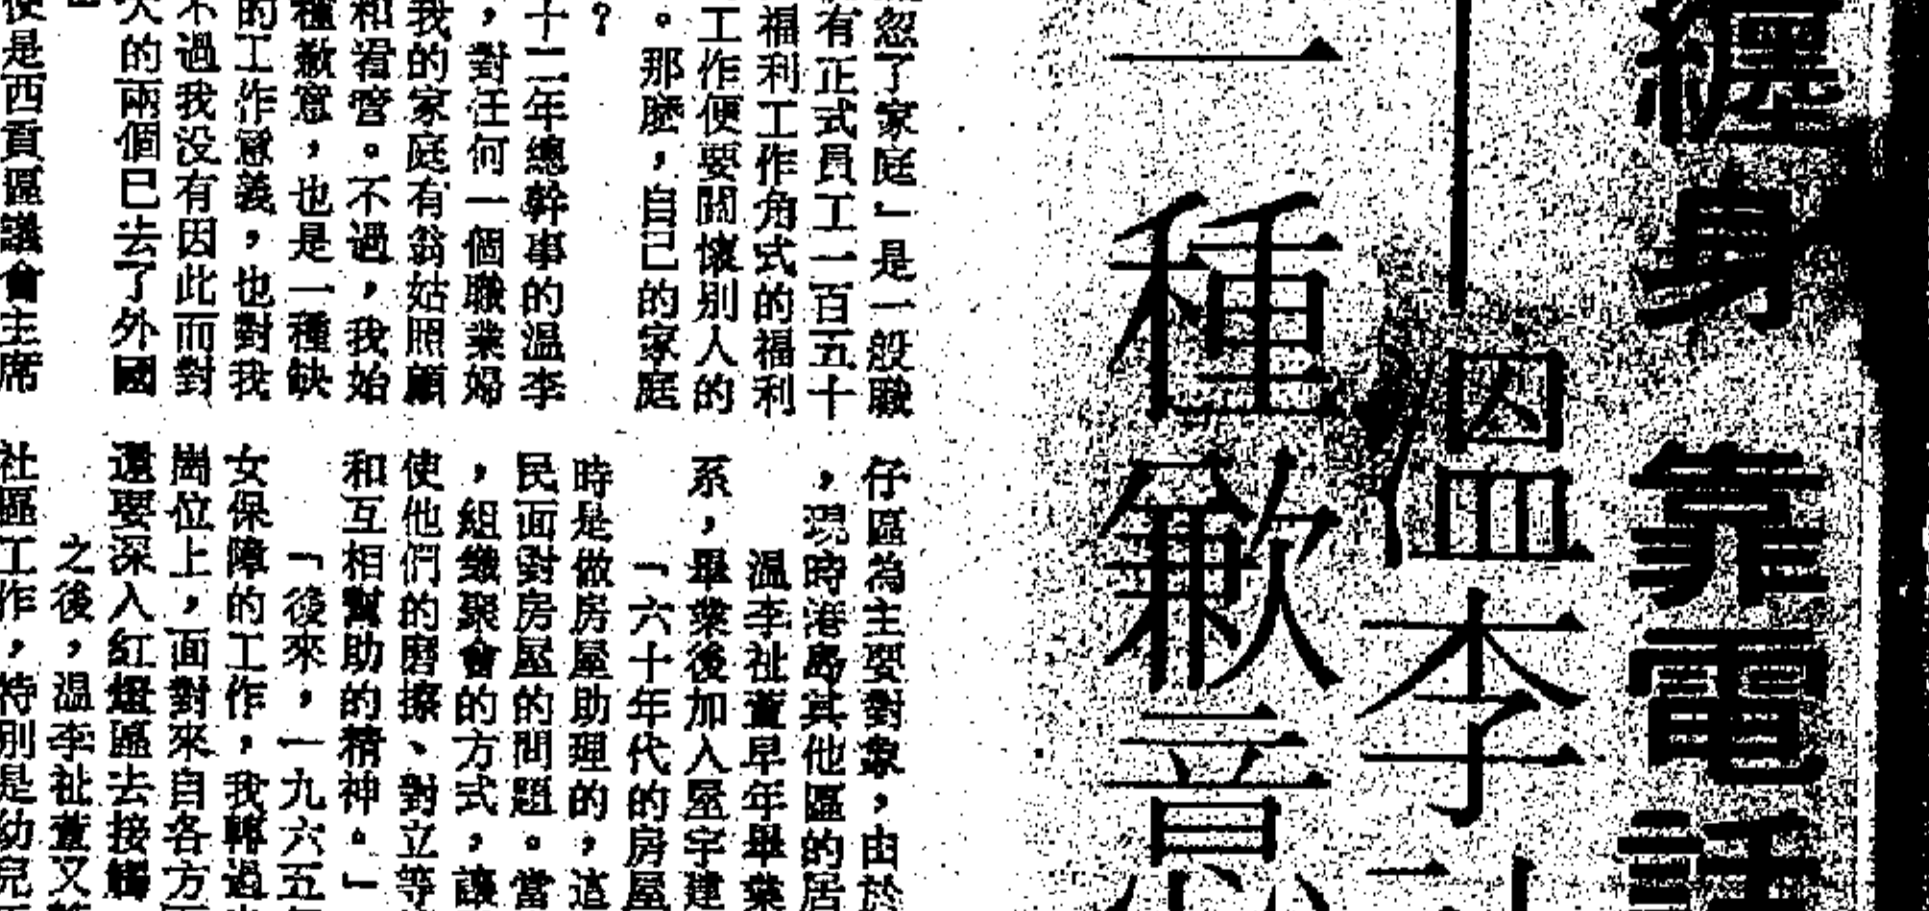 纏身 靠電話
溫李
一種歉意
忽了家庭」是一般職
有正式員工一百五十
福利工作角式的福利
工作便要關懷別人的
。那麼，自己的家庭
？
十二年總幹事的溫李
，對任何一個職業婦
我的家庭有翁姑照顧
和看管。不過，我始
種歉意，也是一種缺
的工作意義，也對我
不過我没有因此而對
大的兩個已去了外國
便是西貢區議會主席
仔區為主要對象，由於
，現時港島其他區的居
溫李祉萱早年畢業
系，畢業後加入屋宇建
「六十年代的房屋
時是做房屋助理的，這
民面對房屋的問題。當
，組織聚會的方式，讓
使他們的磨擦、對立等
和互相幫助的精神。」
「後來，一九六五年
女保障的工作，我轉過
崗位上，面對來自各方
還要深入紅燈區去接觸
之後，溫李祉萱又
社區工作，特別是幼兒